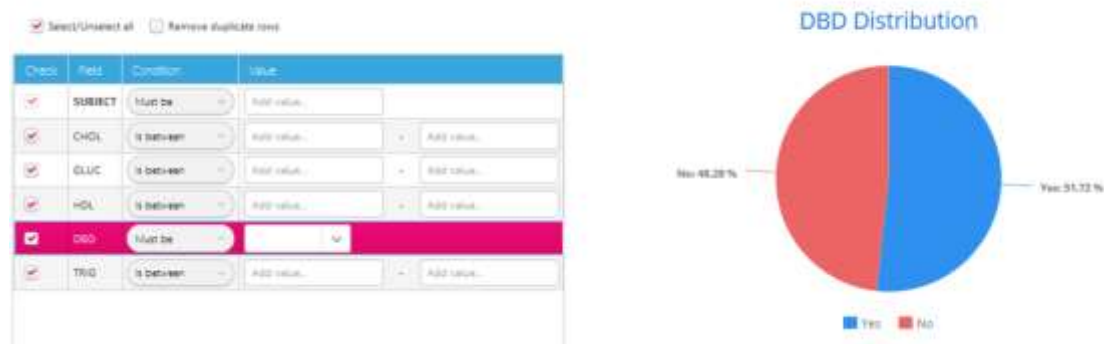 Select/Unselect all Remove duplicate rows
Check Field Condition Value
SUBJECT Must be Add value...
CHOL Is between Add value... - Add value...
GLUC Is between Add value... - Add value...
HDL Is between Add value... - Add value...
DBD Must be
TRIG Is between Add value... - Add value...
DBD Distribution
No: 48.28 %
Yes: 51.72 %
Yes No